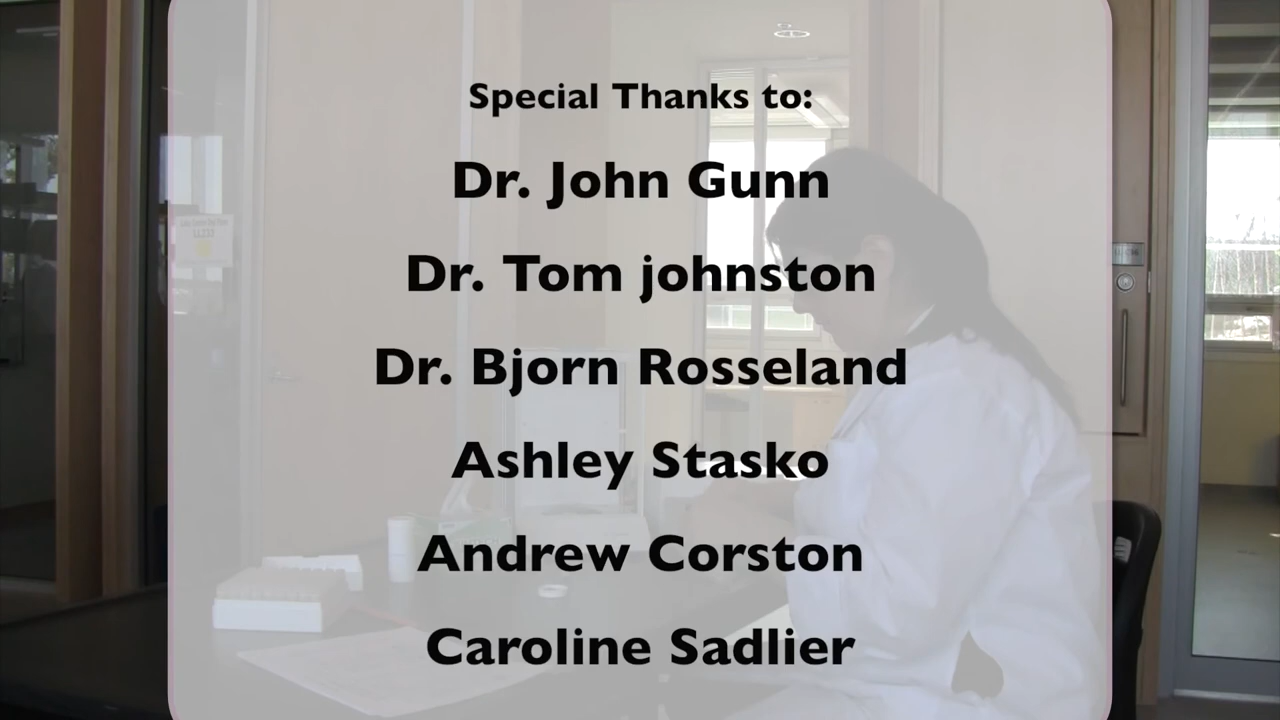 Special Thanks to:
Dr. John Gunn
Dr. Tom johnston
Dr. Bjorn Rosseland
Ashley Stasko
Andrew Corston
Caroline Sadlier